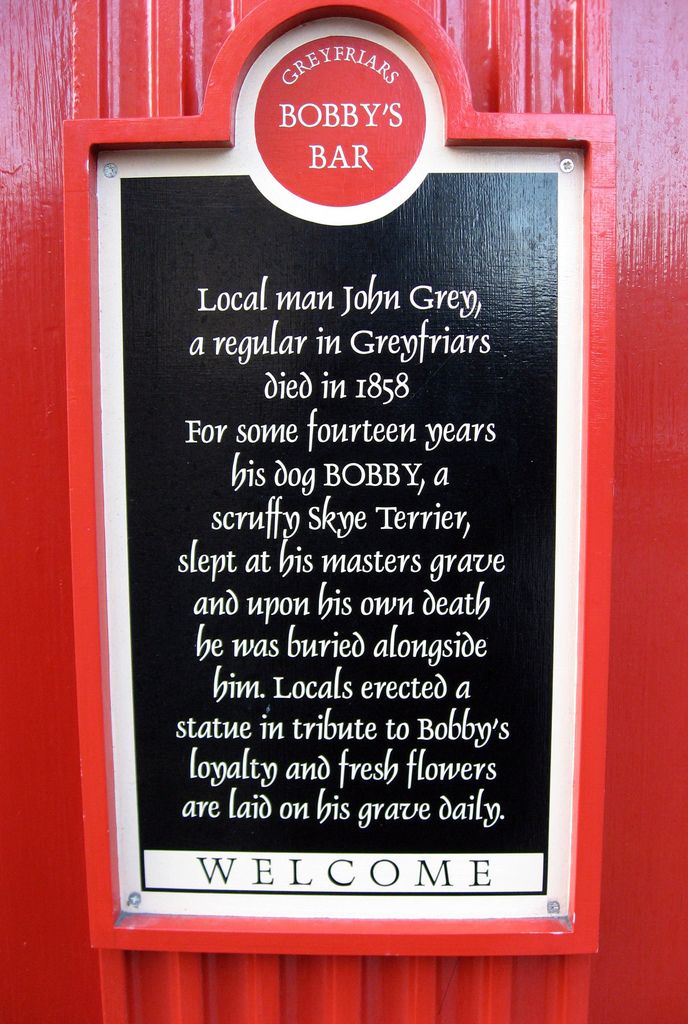 GREYFRIARS
BOBBY'S
BAR
Local man John Grey,
a regular in Greyfriars
died in 1858
For some fourteen years
his dog BOBBY, a
scruffy Skye Terrier,
slept at his masters grave
and upon his own death
he was buried alongside
him. Locals erected a
statue in tribute to Bobby's
loyalty and fresh flowers
are laid on his grave daily.
WELCOME